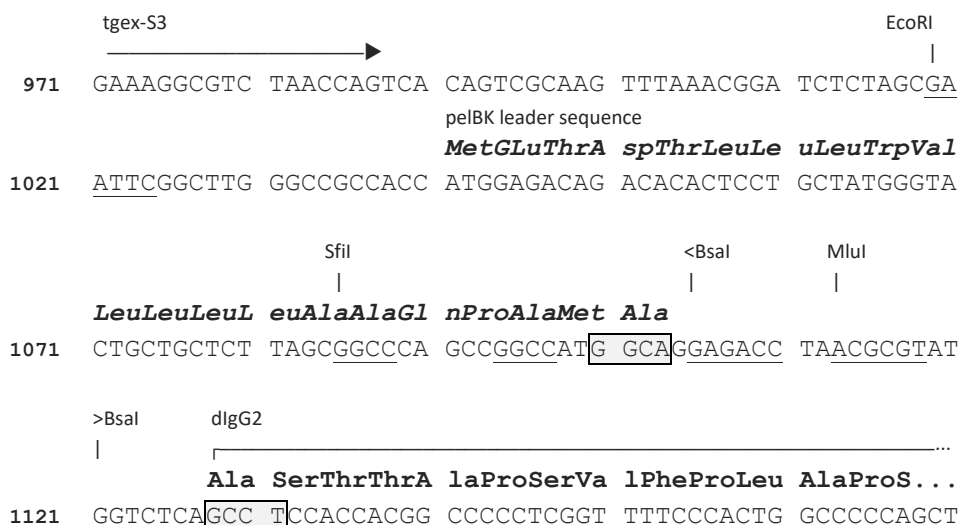 tgex-S3 EcoRI
971 GAAAGGCGTC TAACCAGTCA CAGTCGCAAG TTTAAACGGA TCTCTAGCGA
pelBK leader sequence
MetGLuThrA spThrLeuLe uLeuTrpVal
1021 ATTCGGCTTG GGCCGCCACC ATGGAGACAG ACACACTCCT GCTATGGGTA
SfiI <BsaI MluI
LeuLeuLeuL euAlaAlaGl nProAlaMet Ala
1071 CTGCTGCTCT TAGCGGCCCA GCCGGCCATG GCAGGAGACC TAACGCGTAT
>BsaI dIgG2
Ala SerThrThrA laProSerVa lPheProLeu AlaProS...
1121 GGTCTCAGCC TCCACCACGG CCCCCTCGGT TTTCCCACTG GCCCCCAGCT